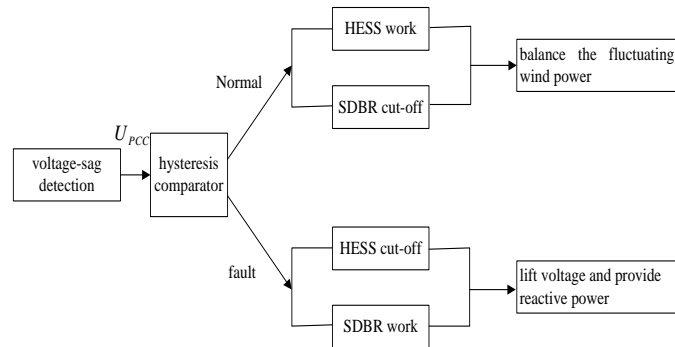 HESS work
balance the fluctuating
wind power
Normal
SDBR cut-off
U_PCC
voltage-sag
detection
hysteresis
comparator
HESS cut-off
fault
lift voltage and provide
reactive power
SDBR work